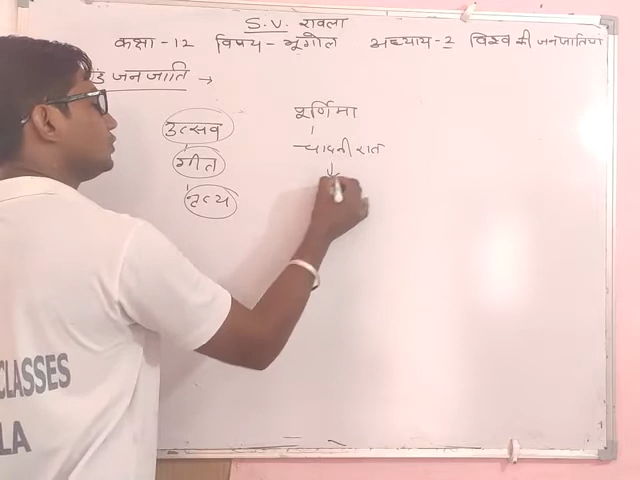 S.V. रावला
कक्षा - 12 विषय - भूगोल अध्याय - 2 विश्व की जनजातियां
जनजाति →
उत्सव
गीत
नृत्य
पूर्णिमा
चादनी रात
CLASSES
LA